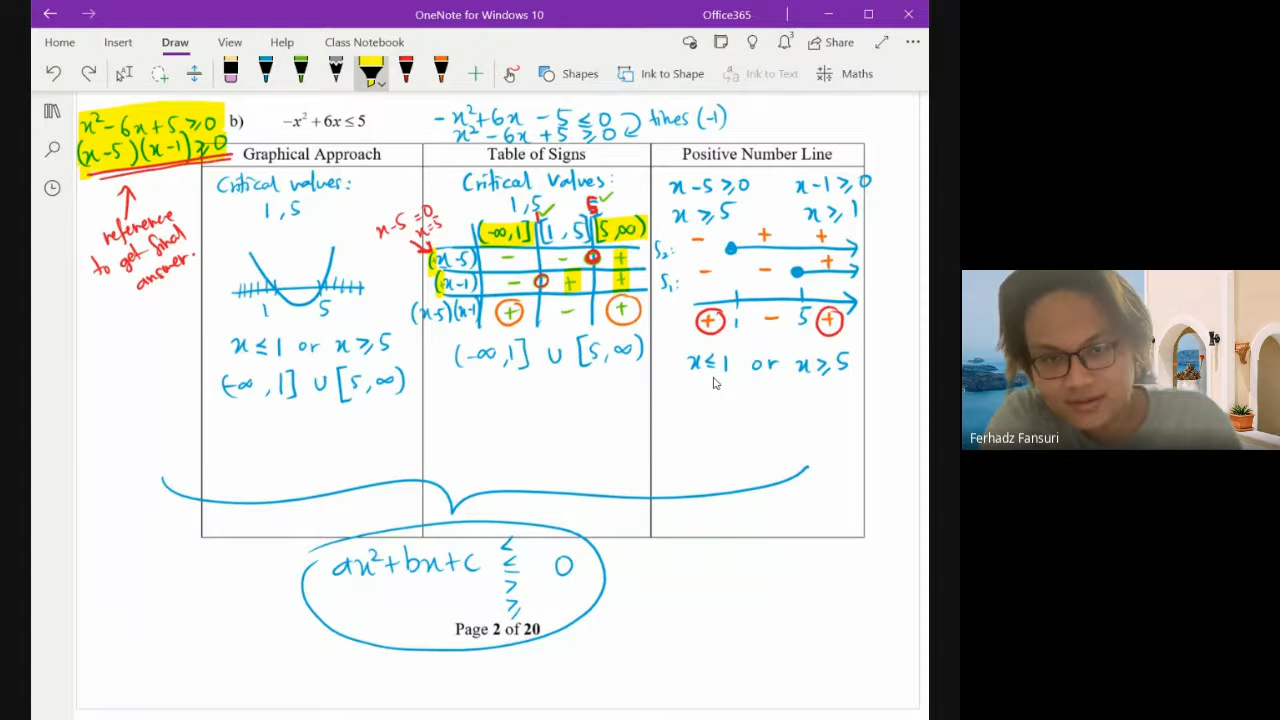 OneNote for Windows 10
Office365
Home Insert Draw View Help Class Notebook
Share
Shapes Ink to Shape Ink to Text Maths
x²-6x+5≥0
(x-5)(x-1)≥0
reference
to get final
answer.
b) −x² + 6x ≤ 5
-x²+6x-5≤0
x²-6x+5≥0
times (-1)
Graphical Approach Table of Signs Positive Number Line
Critical values:
1, 5
1 5
x≤1 or x≥5
(-∞, 1] ∪ [5, ∞)
x-5=0
x=5
Critical Values:
1, 5
1 5
(-∞,1] [1, 5] [5, ∞)
(x-5) - - +
(x-1) - + +
(x-5)(x-1) + - +
(-∞, 1] ∪ [5, ∞)
x-5≥0 x-1≥0
x≥5 x≥1
- + +
S₂:
- - +
S₁:
+ 1 - 5 +
x≤1 or x≥5
ax²+bx+c < ≤ > ≥ 0
Page 2 of 20
Ferhadz Fansuri